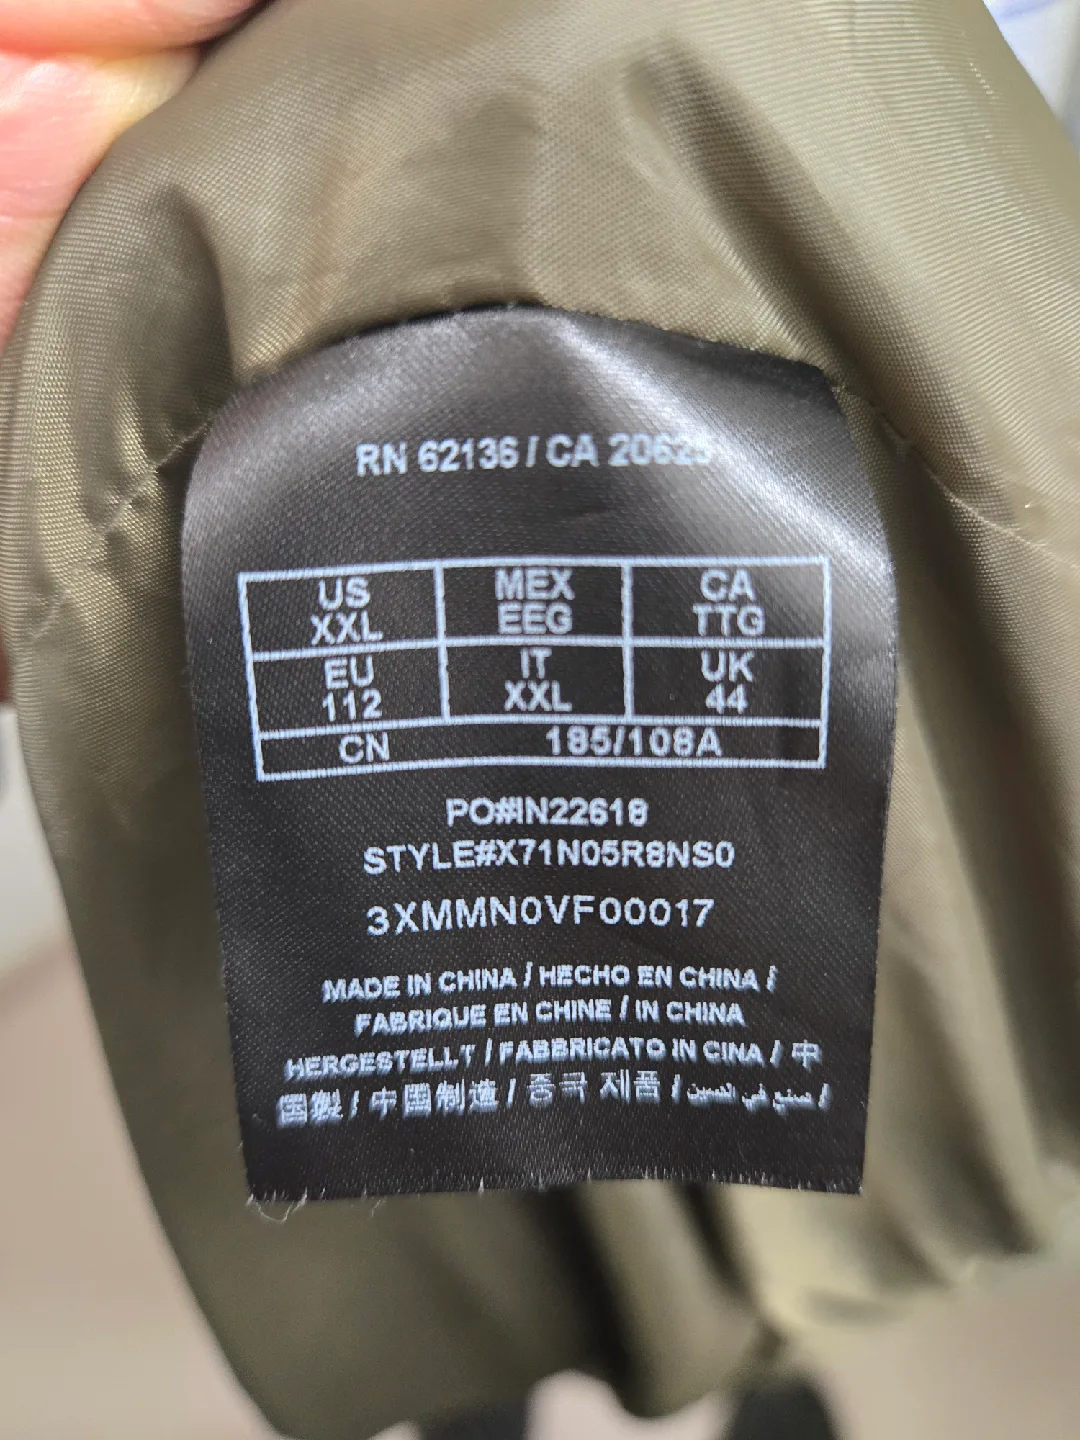 RN 62136 / CA 20625
US MEX CA
XXL EEG TTG
EU IT UK
112 XXL 44
CN 185/108A
PO#IN22618
STYLE#X71N05R8NS0
3XMMN0VF00017
MADE IN CHINA / HECHO EN CHINA /
FABRIQUE EN CHINE / IN CHINA
HERGESTELLT / FABBRICATO IN CINA / 中
国製 / 中国制造 / 중국 제품 / صنع في الصين /